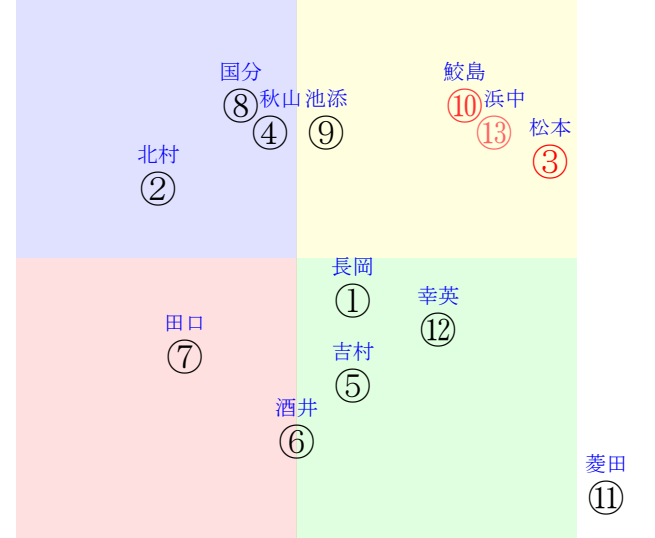 国分
⑧
秋山
④
池添
⑨
鮫島
⑩
浜中
⑬
松本
③
北村
②
長岡
①
幸英
⑫
田口
⑦
吉村
⑤
酒井
⑥
菱田
⑪